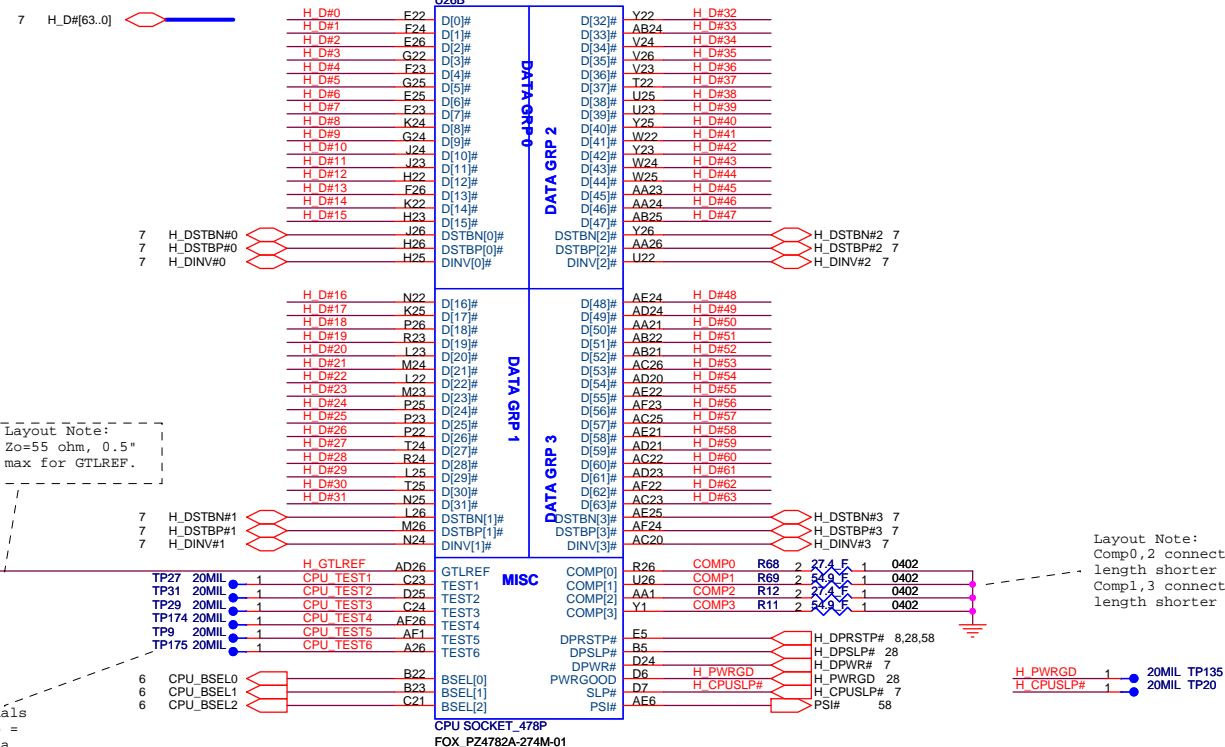 U26B
7 H_D#[63..0]
H_D#0 E22 D[0]# D[32]# Y22 H_D#32
H_D#1 F24 D[1]# D[33]# AB24 H_D#33
H_D#2 E26 D[2]# D[34]# V24 H_D#34
H_D#3 G22 D[3]# D[35]# V26 H_D#35
H_D#4 F23 D[4]# D[36]# V23 H_D#36
H_D#5 G25 D[5]# D[37]# T22 H_D#37
H_D#6 E25 D[6]# D[38]# U25 H_D#38
H_D#7 E23 D[7]# D[39]# U23 H_D#39
H_D#8 K24 D[8]# D[40]# Y25 H_D#40
H_D#9 G24 D[9]# D[41]# W22 H_D#41
H_D#10 J24 D[10]# D[42]# Y23 H_D#42
H_D#11 J23 D[11]# D[43]# W24 H_D#43
H_D#12 H22 D[12]# D[44]# W25 H_D#44
H_D#13 F26 D[13]# D[45]# AA23 H_D#45
H_D#14 K22 D[14]# D[46]# AA24 H_D#46
H_D#15 H23 D[15]# D[47]# AB25 H_D#47
7 H_DSTBN#0 J26 DSTBN[0]# DSTBN[2]# Y26 H_DSTBN#2 7
7 H_DSTBP#0 H26 DSTBP[0]# DSTBP[2]# AA26 H_DSTBP#2 7
7 H_DINV#0 H25 DINV[0]# DINV[2]# U22 H_DINV#2 7
DATA GRP 0
DATA GRP 2
H_D#16 N22 D[16]# D[48]# AE24 H_D#48
H_D#17 K25 D[17]# D[49]# AD24 H_D#49
H_D#18 P26 D[18]# D[50]# AA21 H_D#50
H_D#19 R23 D[19]# D[51]# AB22 H_D#51
H_D#20 L23 D[20]# D[52]# AB21 H_D#52
H_D#21 M24 D[21]# D[53]# AC26 H_D#53
H_D#22 L22 D[22]# D[54]# AD20 H_D#54
H_D#23 M23 D[23]# D[55]# AE22 H_D#55
H_D#24 P25 D[24]# D[56]# AF23 H_D#56
H_D#25 P23 D[25]# D[57]# AC25 H_D#57
H_D#26 P22 D[26]# D[58]# AE21 H_D#58
H_D#27 T24 D[27]# D[59]# AD21 H_D#59
H_D#28 R24 D[28]# D[60]# AC22 H_D#60
H_D#29 L25 D[29]# D[61]# AD23 H_D#61
H_D#30 T25 D[30]# D[62]# AF22 H_D#62
H_D#31 N25 D[31]# D[63]# AC23 H_D#63
7 H_DSTBN#1 L26 DSTBN[1]# DSTBN[3]# AE25 H_DSTBN#3 7
7 H_DSTBP#1 M26 DSTBP[1]# DSTBP[3]# AF24 H_DSTBP#3 7
7 H_DINV#1 N24 DINV[1]# DINV[3]# AC20 H_DINV#3 7
DATA GRP 1
DATA GRP 3
Layout Note:
Zo=55 ohm, 0.5"
max for GTLREF.
H_GTLREF AD26 GTLREF MISC COMP[0] R26 COMP0 R68 2 27.4_F 1 0402
TP27 20MIL 1 CPU_TEST1 C23 TEST1 COMP[1] U26 COMP1 R69 2 54.9_F 1 0402
TP31 20MIL 1 CPU_TEST2 D25 TEST2 COMP[2] AA1 COMP2 R12 2 27.4_F 1 0402
TP29 20MIL 1 CPU_TEST3 C24 TEST3 COMP[3] Y1 COMP3 R11 2 54.9_F 1 0402
TP174 20MIL 1 CPU_TEST4 AF26 TEST4
TP9 20MIL 1 CPU_TEST5 AF1 TEST5
TP175 20MIL 1 CPU_TEST6 A26 TEST6
DPRSTP# E5 H_DPRSTP# 8,28,58
DPSLP# B5 H_DPSLP# 28
DPWR# D24 H_DPWR# 7
6 CPU_BSEL0 B22 BSEL[0] PWRGOOD D6 H_PWRGD H_PWRGD 28
6 CPU_BSEL1 B23 BSEL[1] SLP# D7 H_CPUSLP# H_CPUSLP# 7
6 CPU_BSEL2 C21 BSEL[2] PSI# AE6 PSI# 58
CPU SOCKET_478P
FOX_PZ4782A-274M-01
Layout Note:
Comp0,2 connect
length shorter
Comp1,3 connect
length shorter
H_PWRGD 1 20MIL TP135
H_CPUSLP# 1 20MIL TP20
als
=
a